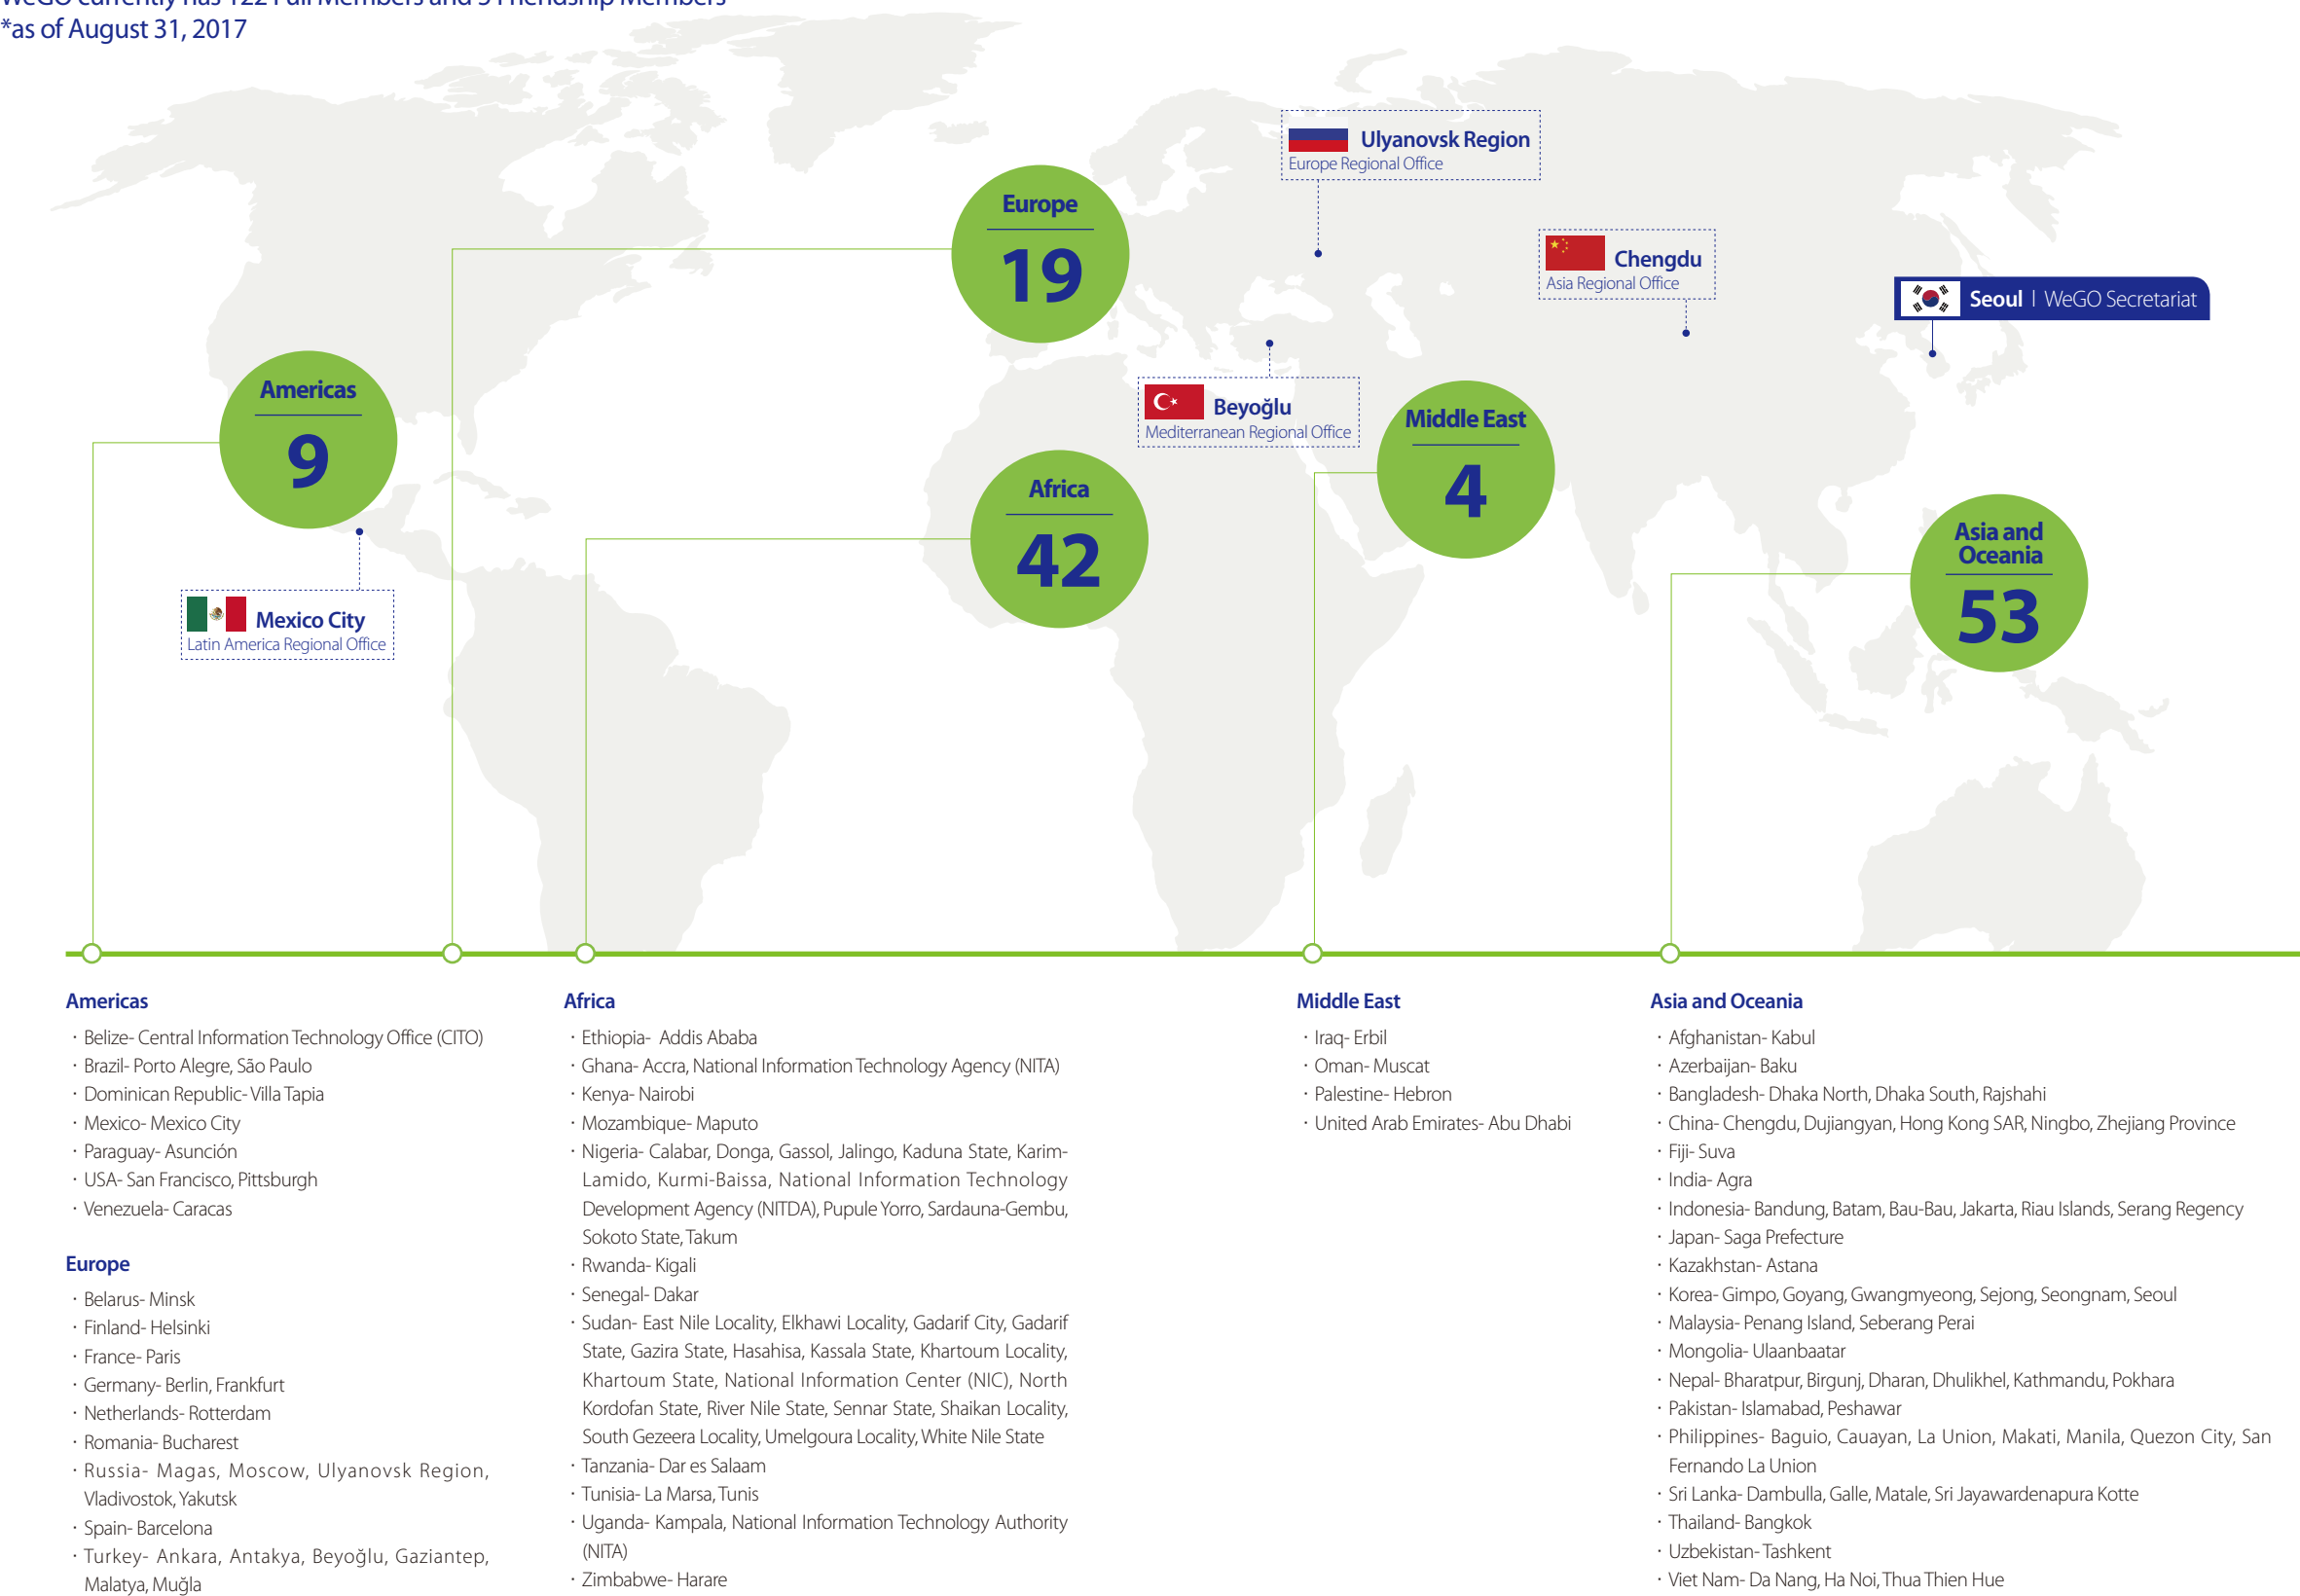 WeGO currently has 122 Full Members and 5 Friendship Members
*as of August 31, 2017
Ulyanovsk Region
Europe Regional Office
Europe
19
Chengdu
Asia Regional Office
Seoul | WeGO Secretariat
Americas
9
Beyoğlu
Mediterranean Regional Office
Middle East
4
Africa
42
Asia and
Oceania
53
Mexico City
Latin America Regional Office
Americas
· Belize- Central Information Technology Office (CITO)
· Brazil- Porto Alegre, São Paulo
· Dominican Republic- Villa Tapia
· Mexico- Mexico City
· Paraguay- Asunción
· USA- San Francisco, Pittsburgh
· Venezuela- Caracas
Europe
· Belarus- Minsk
· Finland- Helsinki
· France- Paris
· Germany- Berlin, Frankfurt
· Netherlands- Rotterdam
· Romania- Bucharest
· Russia- Magas, Moscow, Ulyanovsk Region,
Vladivostok, Yakutsk
· Spain- Barcelona
· Turkey- Ankara, Antakya, Beyoğlu, Gaziantep,
Malatya, Muğla
Africa
· Ethiopia- Addis Ababa
· Ghana- Accra, National Information Technology Agency (NITA)
· Kenya- Nairobi
· Mozambique- Maputo
· Nigeria- Calabar, Donga, Gassol, Jalingo, Kaduna State, Karim-
Lamido, Kurmi-Baissa, National Information Technology
Development Agency (NITDA), Pupule Yorro, Sardauna-Gembu,
Sokoto State, Takum
· Rwanda- Kigali
· Senegal- Dakar
· Sudan- East Nile Locality, Elkhawi Locality, Gadarif City, Gadarif
State, Gazira State, Hasahisa, Kassala State, Khartoum Locality,
Khartoum State, National Information Center (NIC), North
Kordofan State, River Nile State, Sennar State, Shaikan Locality,
South Gezeera Locality, Umelgoura Locality, White Nile State
· Tanzania- Dar es Salaam
· Tunisia- La Marsa, Tunis
· Uganda- Kampala, National Information Technology Authority
(NITA)
· Zimbabwe- Harare
Middle East
· Iraq- Erbil
· Oman- Muscat
· Palestine- Hebron
· United Arab Emirates- Abu Dhabi
Asia and Oceania
· Afghanistan- Kabul
· Azerbaijan- Baku
· Bangladesh- Dhaka North, Dhaka South, Rajshahi
· China- Chengdu, Dujiangyan, Hong Kong SAR, Ningbo, Zhejiang Province
· Fiji- Suva
· India- Agra
· Indonesia- Bandung, Batam, Bau-Bau, Jakarta, Riau Islands, Serang Regency
· Japan- Saga Prefecture
· Kazakhstan- Astana
· Korea- Gimpo, Goyang, Gwangmyeong, Sejong, Seongnam, Seoul
· Malaysia- Penang Island, Seberang Perai
· Mongolia- Ulaanbaatar
· Nepal- Bharatpur, Birgunj, Dharan, Dhulikhel, Kathmandu, Pokhara
· Pakistan- Islamabad, Peshawar
· Philippines- Baguio, Cauayan, La Union, Makati, Manila, Quezon City, San
Fernando La Union
· Sri Lanka- Dambulla, Galle, Matale, Sri Jayawardenapura Kotte
· Thailand- Bangkok
· Uzbekistan- Tashkent
· Viet Nam- Da Nang, Ha Noi, Thua Thien Hue